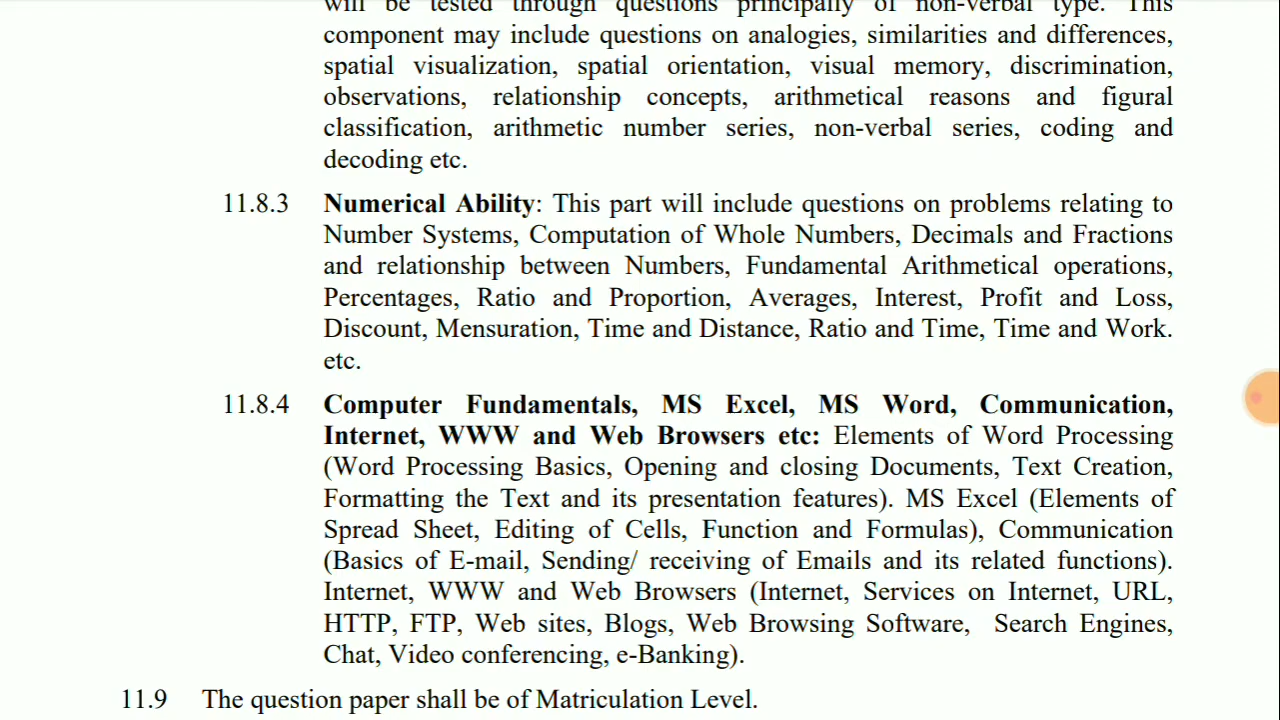 will be tested through questions principally of non-verbal type. This
component may include questions on analogies, similarities and differences,
spatial visualization, spatial orientation, visual memory, discrimination,
observations, relationship concepts, arithmetical reasons and figural
classification, arithmetic number series, non-verbal series, coding and
decoding etc.
11.8.3 Numerical Ability: This part will include questions on problems relating to
Number Systems, Computation of Whole Numbers, Decimals and Fractions
and relationship between Numbers, Fundamental Arithmetical operations,
Percentages, Ratio and Proportion, Averages, Interest, Profit and Loss,
Discount, Mensuration, Time and Distance, Ratio and Time, Time and Work.
etc.
11.8.4 Computer Fundamentals, MS Excel, MS Word, Communication,
Internet, WWW and Web Browsers etc: Elements of Word Processing
(Word Processing Basics, Opening and closing Documents, Text Creation,
Formatting the Text and its presentation features). MS Excel (Elements of
Spread Sheet, Editing of Cells, Function and Formulas), Communication
(Basics of E-mail, Sending/ receiving of Emails and its related functions).
Internet, WWW and Web Browsers (Internet, Services on Internet, URL,
HTTP, FTP, Web sites, Blogs, Web Browsing Software, Search Engines,
Chat, Video conferencing, e-Banking).
11.9 The question paper shall be of Matriculation Level.